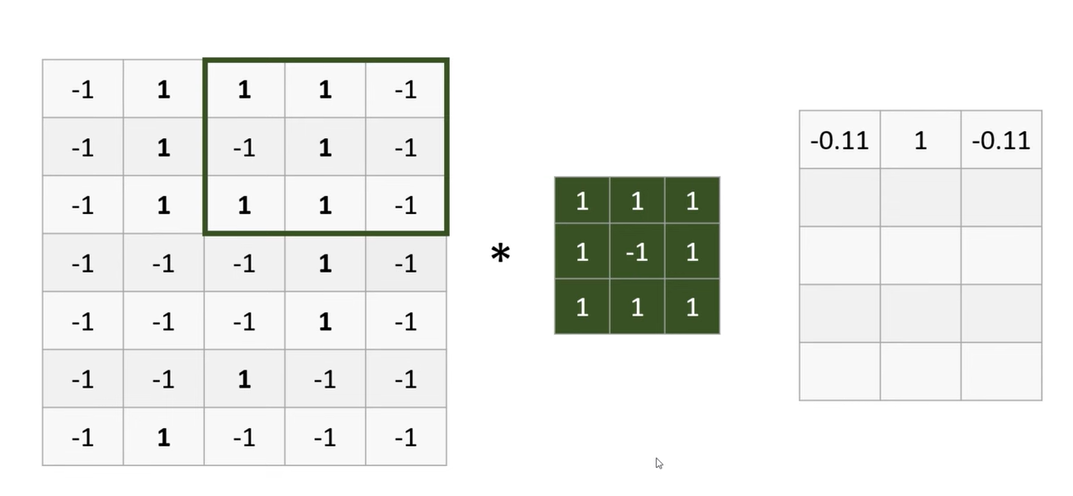 -1 1 1 1 -1
-1 1 -1 1 -1
-1 1 1 1 -1
-1 -1 -1 1 -1
-1 -1 -1 1 -1
-1 -1 1 -1 -1
-1 1 -1 -1 -1
*
1 1 1
1 -1 1
1 1 1
-0.11 1 -0.11